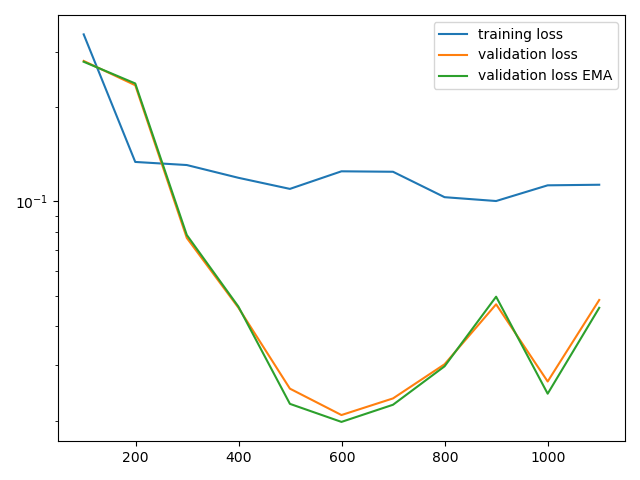 training loss
validation loss
validation loss EMA
10⁻¹
200 400 600 800 1000